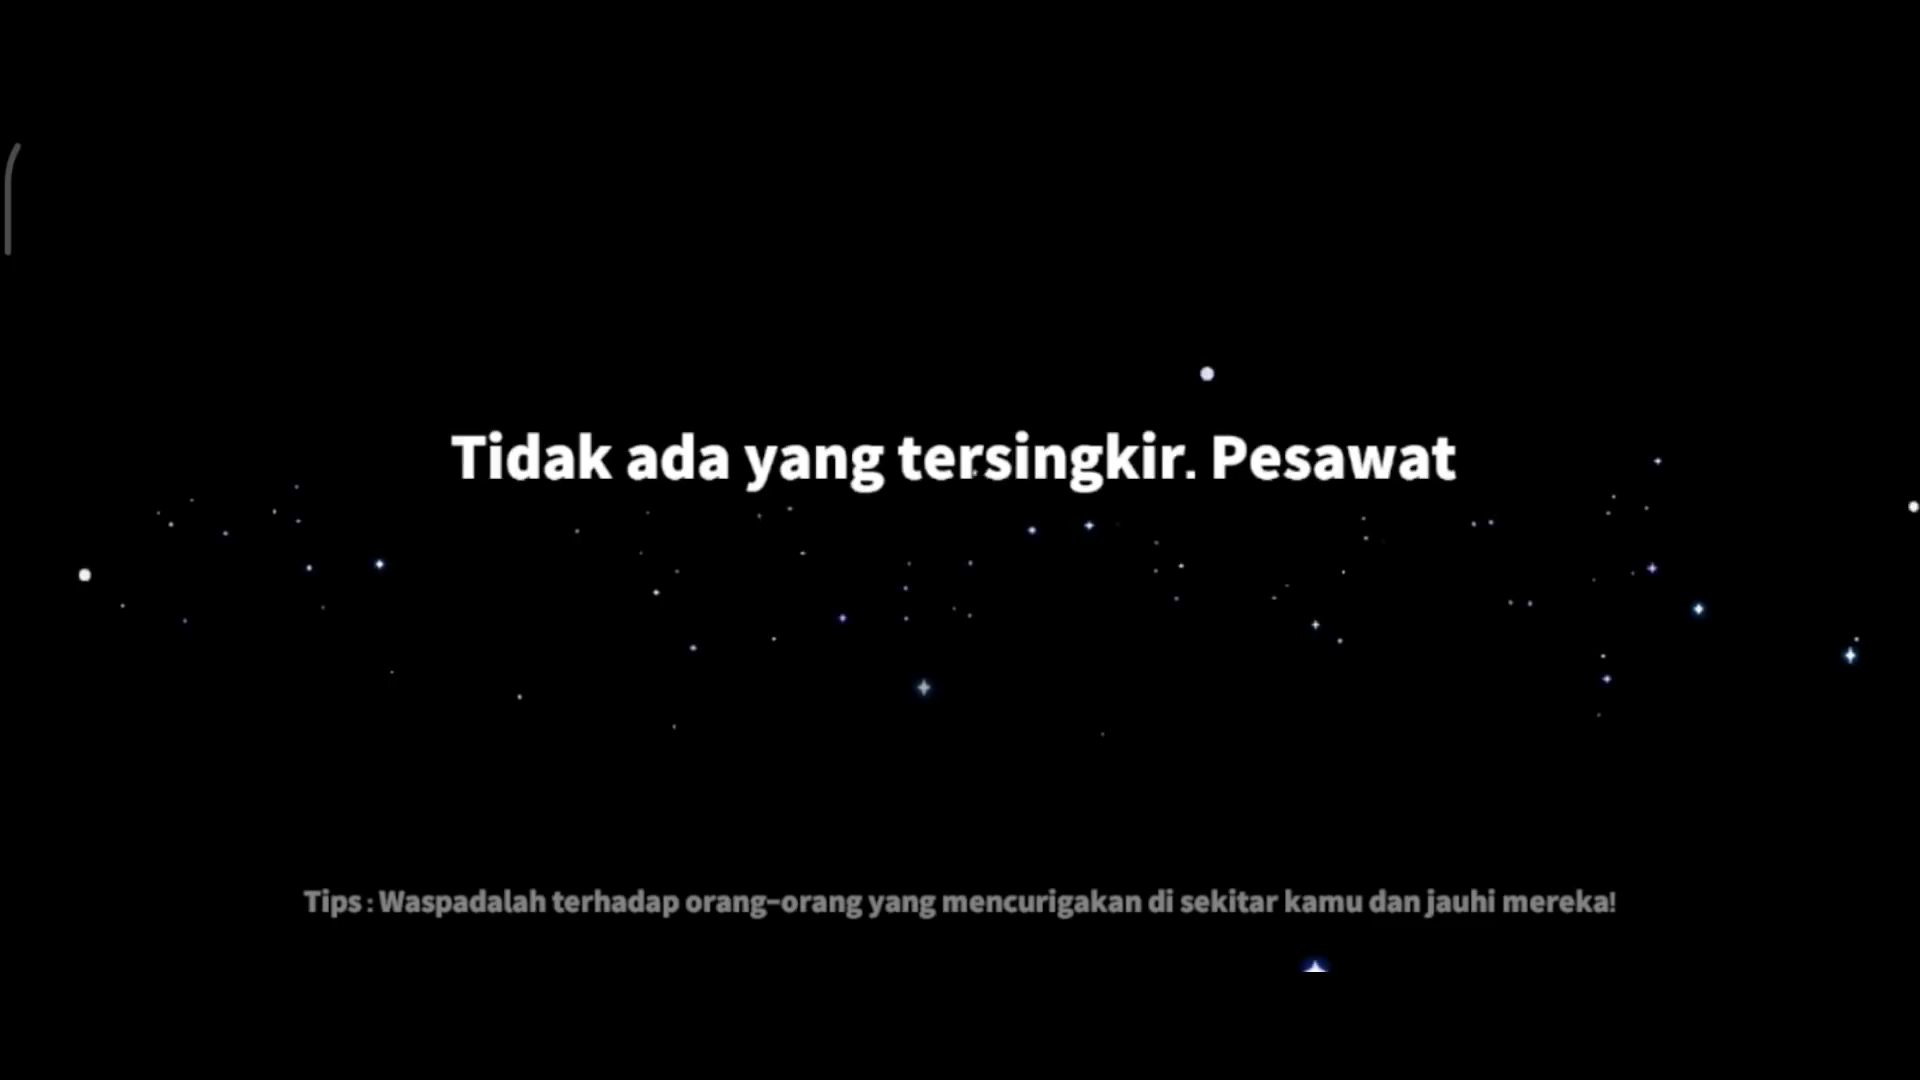 Tidak ada yang tersingkir. Pesawat
Tips : Waspadalah terhadap orang-orang yang mencurigakan di sekitar kamu dan jauhi mereka!